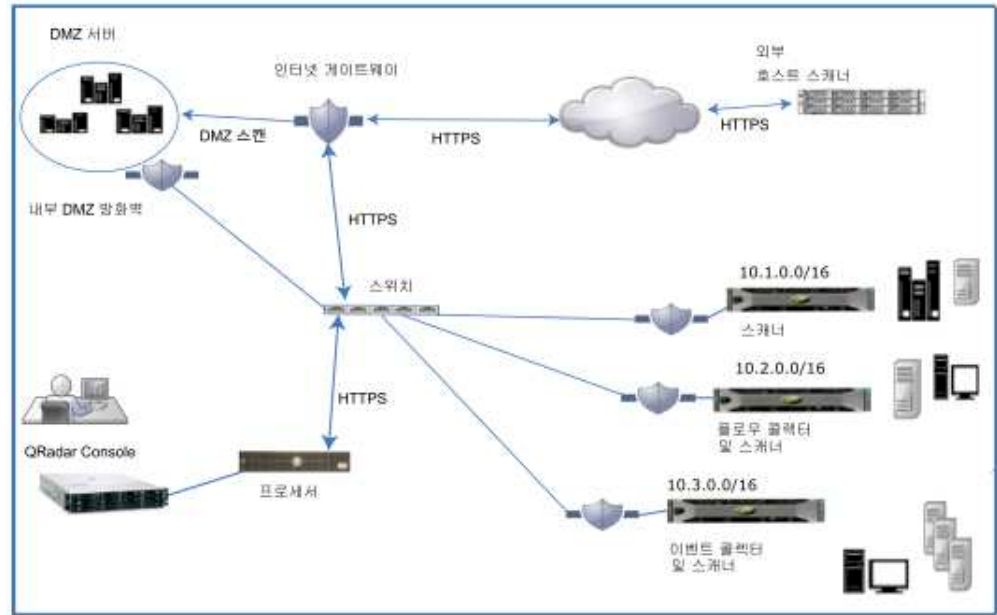 DMZ 서버
인터넷 게이트웨이
외부
호스트 스캐너
DMZ 스캔
HTTPS
HTTPS
내부 DMZ 방화벽
HTTPS
스위치
10.1.0.0/16
스캐너
10.2.0.0/16
HTTPS
플로우 콜렉터
및 스캐너
QRadar Console
프로세서
10.3.0.0/16
이벤트 콜렉터
및 스캐너